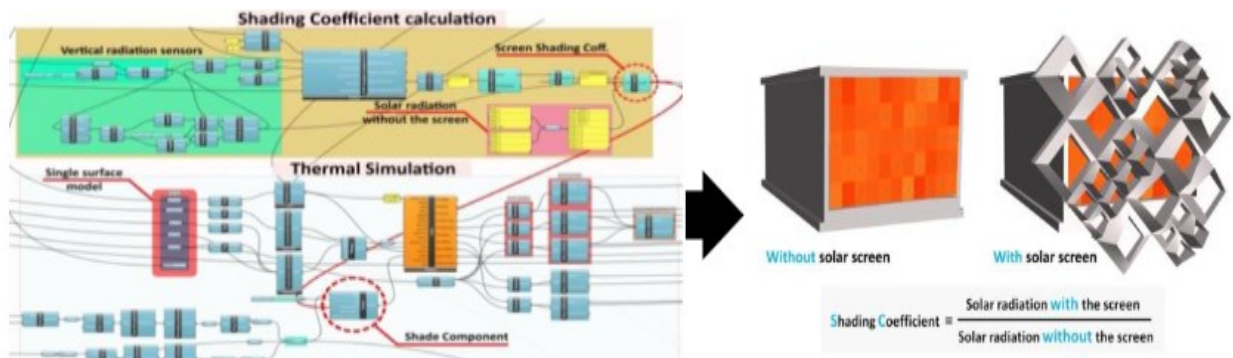 Shading Coefficient calculation
Vertical radiation sensors
Screen Shading Coff.
Solar radiation
without the screen
Thermal Simulation
Single surface
model
Shade Component
Without solar screen
With solar screen
Shading Coefficient = Solar radiation with the screen
Solar radiation without the screen